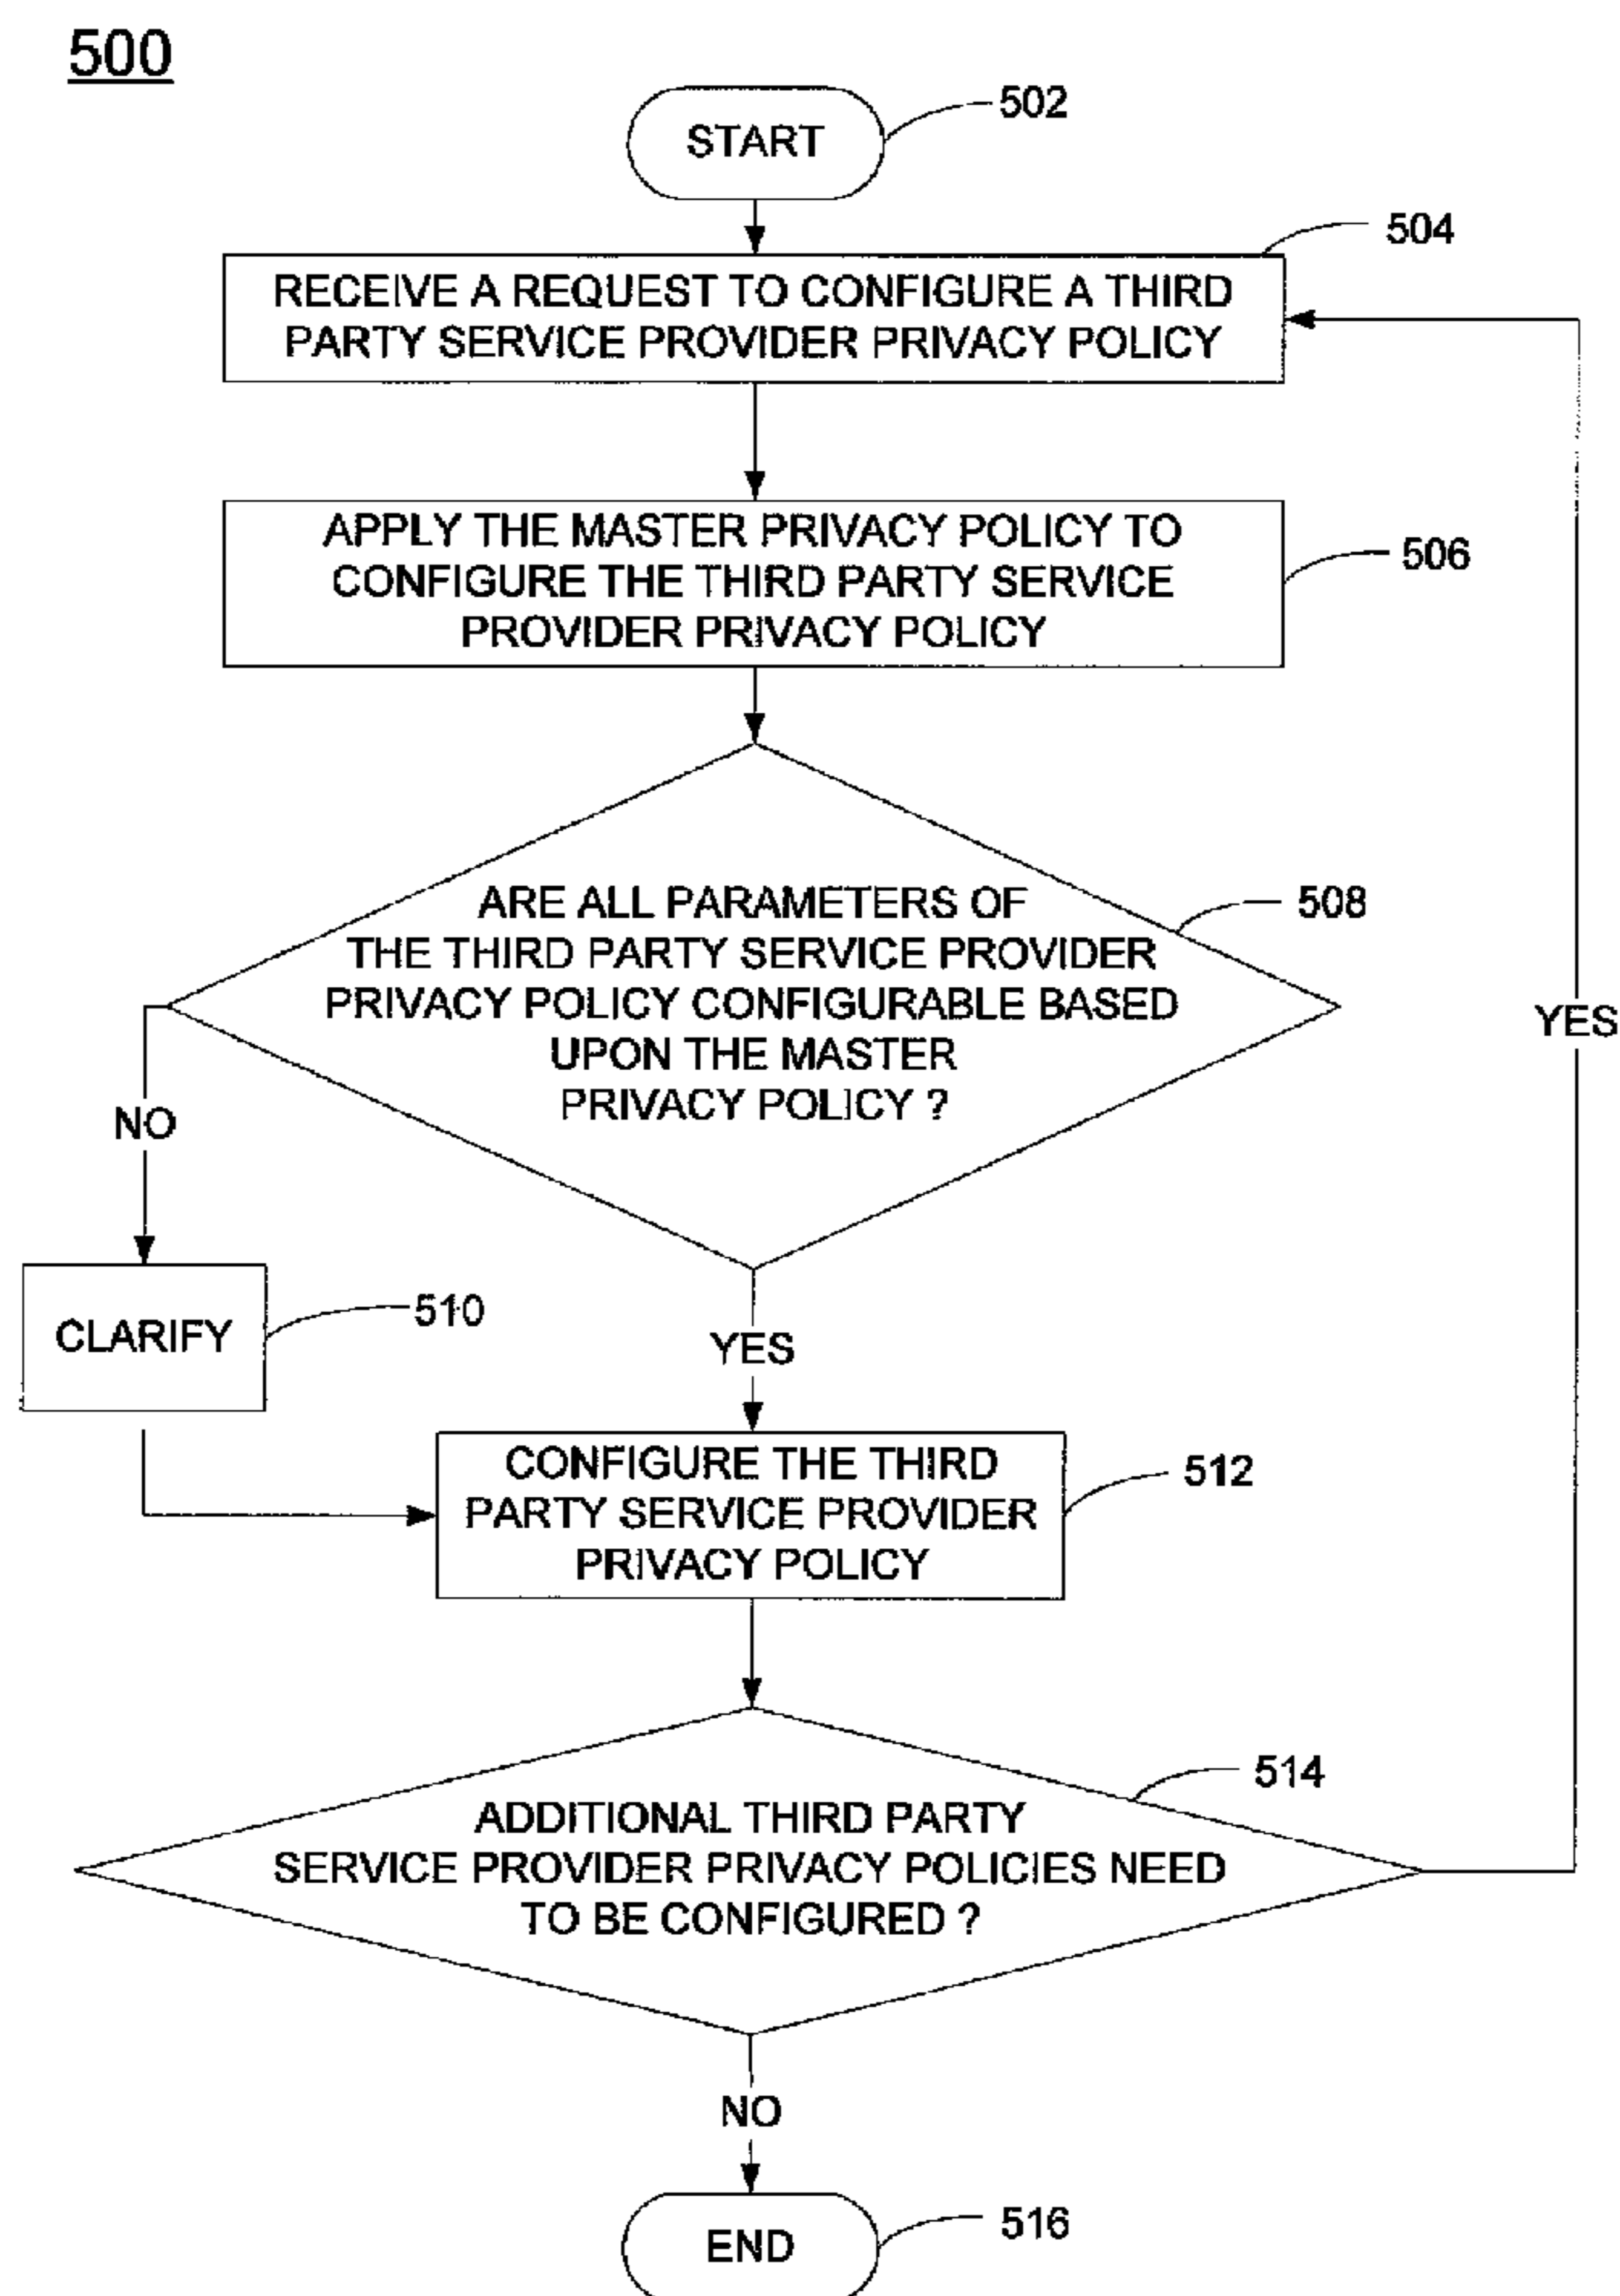 500
START
502
504
RECEIVE A REQUEST TO CONFIGURE A THIRD
PARTY SERVICE PROVIDER PRIVACY POLICY
APPLY THE MASTER PRIVACY POLICY TO
CONFIGURE THE THIRD PARTY SERVICE
PROVIDER PRIVACY POLICY
506
ARE ALL PARAMETERS OF
THE THIRD PARTY SERVICE PROVIDER
PRIVACY POLICY CONFIGURABLE BASED
UPON THE MASTER
PRIVACY POLICY ?
508
YES
NO
CLARIFY
510
YES
CONFIGURE THE THIRD
PARTY SERVICE PROVIDER
PRIVACY POLICY
512
514
ADDITIONAL THIRD PARTY
SERVICE PROVIDER PRIVACY POLICIES NEED
TO BE CONFIGURED ?
NO
END
516